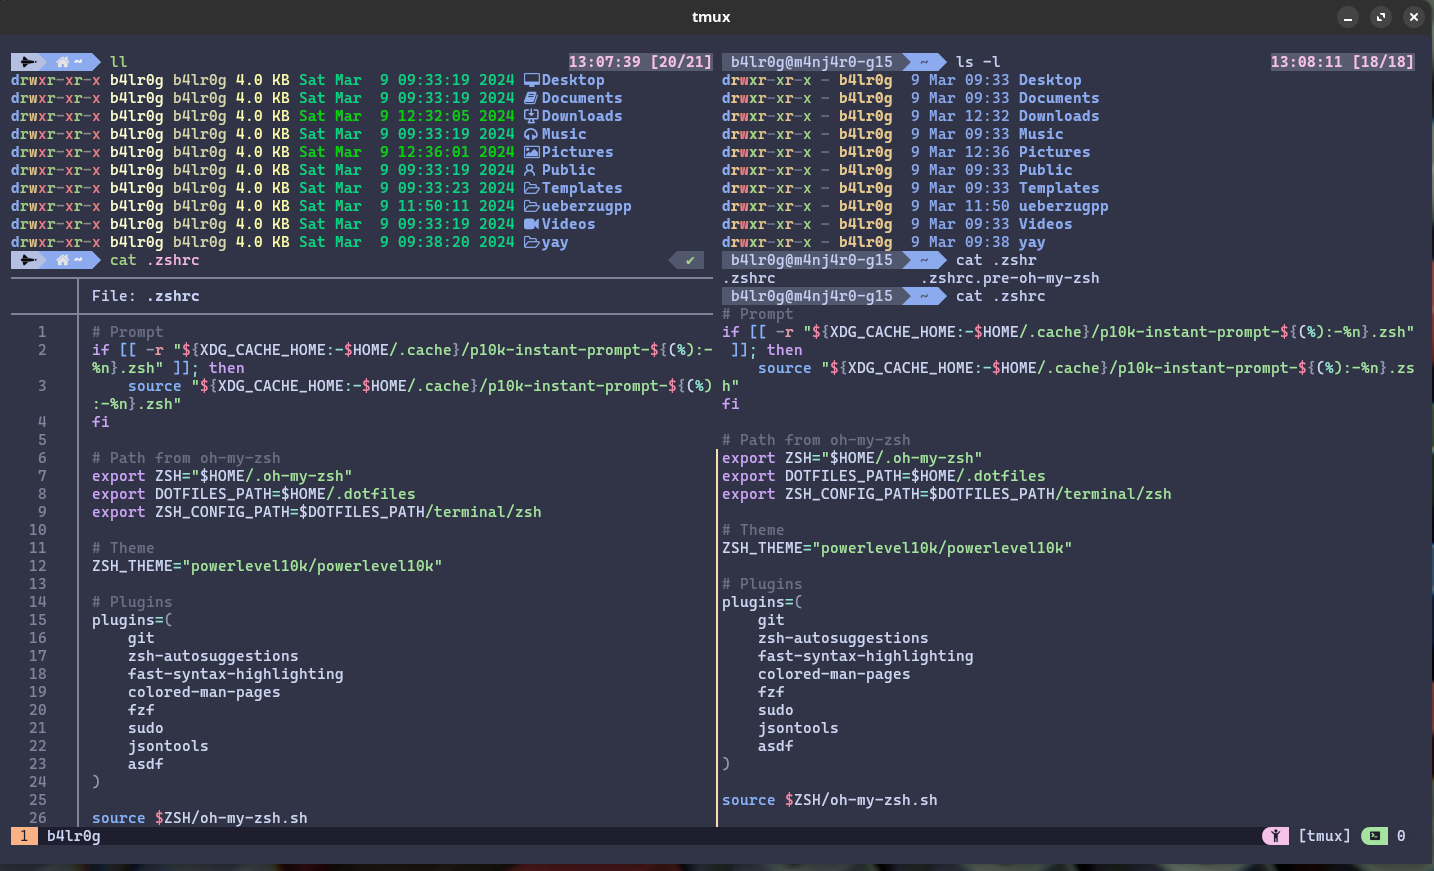 tmux
~ ll 13:07:39 [20/21]
drwxr-xr-x b4lr0g b4lr0g 4.0 KB Sat Mar  9 09:33:19 2024 Desktop
drwxr-xr-x b4lr0g b4lr0g 4.0 KB Sat Mar  9 09:33:19 2024 Documents
drwxr-xr-x b4lr0g b4lr0g 4.0 KB Sat Mar  9 12:32:05 2024 Downloads
drwxr-xr-x b4lr0g b4lr0g 4.0 KB Sat Mar  9 09:33:19 2024 Music
drwxr-xr-x b4lr0g b4lr0g 4.0 KB Sat Mar  9 12:36:01 2024 Pictures
drwxr-xr-x b4lr0g b4lr0g 4.0 KB Sat Mar  9 09:33:19 2024 Public
drwxr-xr-x b4lr0g b4lr0g 4.0 KB Sat Mar  9 09:33:23 2024 Templates
drwxr-xr-x b4lr0g b4lr0g 4.0 KB Sat Mar  9 11:50:11 2024 ueberzugpp
drwxr-xr-x b4lr0g b4lr0g 4.0 KB Sat Mar  9 09:33:19 2024 Videos
drwxr-xr-x b4lr0g b4lr0g 4.0 KB Sat Mar  9 09:38:20 2024 yay
~ cat .zshrc ✔
File: .zshrc
1 # Prompt
2 if [[ -r "${XDG_CACHE_HOME:-$HOME/.cache}/p10k-instant-prompt-${(%):-
%n}.zsh" ]]; then
3     source "${XDG_CACHE_HOME:-$HOME/.cache}/p10k-instant-prompt-${(%)
:-%n}.zsh"
4 fi
5
6 # Path from oh-my-zsh
7 export ZSH="$HOME/.oh-my-zsh"
8 export DOTFILES_PATH=$HOME/.dotfiles
9 export ZSH_CONFIG_PATH=$DOTFILES_PATH/terminal/zsh
10
11 # Theme
12 ZSH_THEME="powerlevel10k/powerlevel10k"
13
14 # Plugins
15 plugins=(
16     git
17     zsh-autosuggestions
18     fast-syntax-highlighting
19     colored-man-pages
20     fzf
21     sudo
22     jsontools
23     asdf
24 )
25
26 source $ZSH/oh-my-zsh.sh
b4lr0g@m4nj4r0-g15 ~ ls -l 13:08:11 [18/18]
drwxr-xr-x - b4lr0g  9 Mar 09:33 Desktop
drwxr-xr-x - b4lr0g  9 Mar 09:33 Documents
drwxr-xr-x - b4lr0g  9 Mar 12:32 Downloads
drwxr-xr-x - b4lr0g  9 Mar 09:33 Music
drwxr-xr-x - b4lr0g  9 Mar 12:36 Pictures
drwxr-xr-x - b4lr0g  9 Mar 09:33 Public
drwxr-xr-x - b4lr0g  9 Mar 09:33 Templates
drwxr-xr-x - b4lr0g  9 Mar 11:50 ueberzugpp
drwxr-xr-x - b4lr0g  9 Mar 09:33 Videos
drwxr-xr-x - b4lr0g  9 Mar 09:38 yay
b4lr0g@m4nj4r0-g15 ~ cat .zshr
.zshrc .zshrc.pre-oh-my-zsh
b4lr0g@m4nj4r0-g15 ~ cat .zshrc
# Prompt
if [[ -r "${XDG_CACHE_HOME:-$HOME/.cache}/p10k-instant-prompt-${(%):-%n}.zsh"
 ]]; then
    source "${XDG_CACHE_HOME:-$HOME/.cache}/p10k-instant-prompt-${(%):-%n}.zs
h"
fi

# Path from oh-my-zsh
export ZSH="$HOME/.oh-my-zsh"
export DOTFILES_PATH=$HOME/.dotfiles
export ZSH_CONFIG_PATH=$DOTFILES_PATH/terminal/zsh

# Theme
ZSH_THEME="powerlevel10k/powerlevel10k"

# Plugins
plugins=(
    git
    zsh-autosuggestions
    fast-syntax-highlighting
    colored-man-pages
    fzf
    sudo
    jsontools
    asdf
)

source $ZSH/oh-my-zsh.sh
1 b4lr0g [tmux] 0